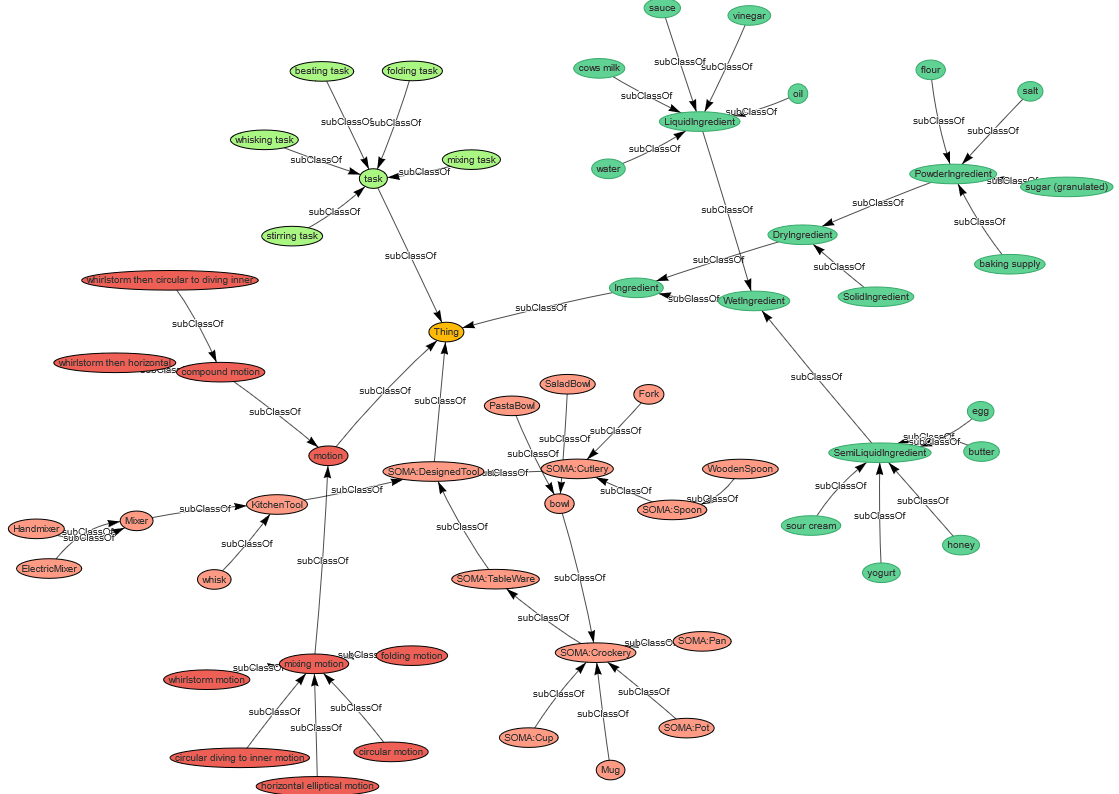 sauce
vinegar
subClassOf
subClassOf
cows milk
subClassOf
oil
subClassOf
LiquidIngredient
water
subClassOf
flour
salt
subClassOf
subClassOf
PowderIngredient
subClassOf
sugar (granulated)
subClassOf
baking supply
subClassOf
DryIngredient
subClassOf
SolidIngredient
subClassOf
subClassOf
Ingredient
subClassOf
WetIngredient
subClassOf
beating task
folding task
subClassOf
subClassOf
whisking task
subClassOf
mixing task
subClassOf
task
stirring task
subClassOf
subClassOf
Thing
whirlstorm then circular to diving inner
subClassOf
whirlstorm then horizontal
subClassOf
compound motion
subClassOf
subClassOf
motion
subClassOf
SaladBowl
PastaBowl
Fork
subClassOf
subClassOf
subClassOf
SOMA:DesignedTool
subClassOf
SOMA:Cutlery
WoodenSpoon
subClassOf
subClassOf
SOMA:Spoon
bowl
subClassOf
KitchenTool
subClassOf
Mixer
Handmixer
subClassOf
subClassOf
ElectricMixer
subClassOf
whisk
subClassOf
subClassOf
SOMA:TableWare
subClassOf
subClassOf
subClassOf
SOMA:Crockery
subClassOf
SOMA:Pan
subClassOf
subClassOf
subClassOf
SOMA:Cup
SOMA:Pot
Mug
subClassOf
egg
subClassOf
subClassOf
butter
SemiLiquidIngredient
subClassOf
subClassOf
subClassOf
sour cream
honey
yogurt
mixing motion
subClassOf
folding motion
subClassOf
whirlstorm motion
subClassOf
subClassOf
subClassOf
circular motion
circular diving to inner motion
horizontal elliptical motion